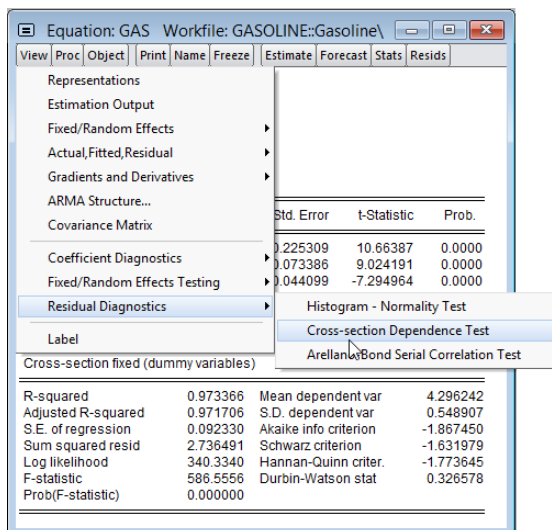 Equation: GAS Workfile: GASOLINE::Gasoline\
View Proc Object Print Name Freeze Estimate Forecast Stats Resids
Representations
Estimation Output
Fixed/Random Effects
Actual,Fitted,Residual
Gradients and Derivatives
ARMA Structure...
Covariance Matrix
Std. Error t-Statistic Prob.
0.225309 10.66387 0.0000
Coefficient Diagnostics 0.073386 9.024191 0.0000
Fixed/Random Effects Testing 0.044099 -7.294964 0.0000
Residual Diagnostics
Histogram - Normality Test
Cross-section Dependence Test
Label
Arellano-Bond Serial Correlation Test
Cross-section fixed (dummy variables)
R-squared 0.973366 Mean dependent var 4.296242
Adjusted R-squared 0.971706 S.D. dependent var 0.548907
S.E. of regression 0.092330 Akaike info criterion -1.867450
Sum squared resid 2.736491 Schwarz criterion -1.631979
Log likelihood 340.3340 Hannan-Quinn criter. -1.773645
F-statistic 586.5556 Durbin-Watson stat 0.326578
Prob(F-statistic) 0.000000